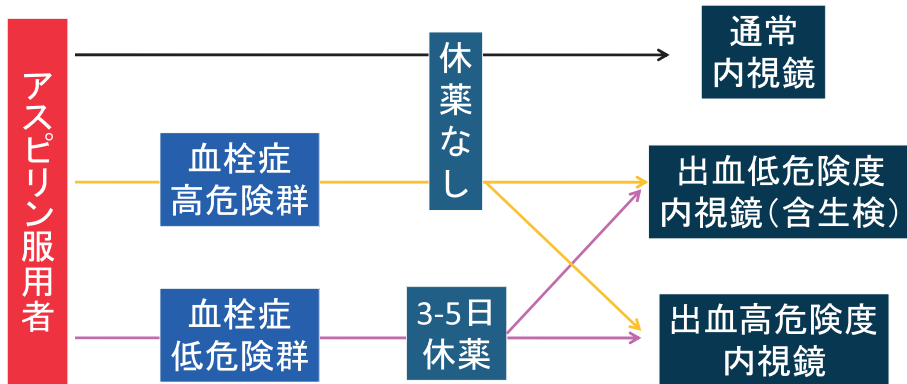 アスピリン服用者
休薬なし
通常
内視鏡
血栓症
高危険群
出血低危険度
内視鏡（含生検）
血栓症
低危険群
3-5日
休薬
出血高危険度
内視鏡